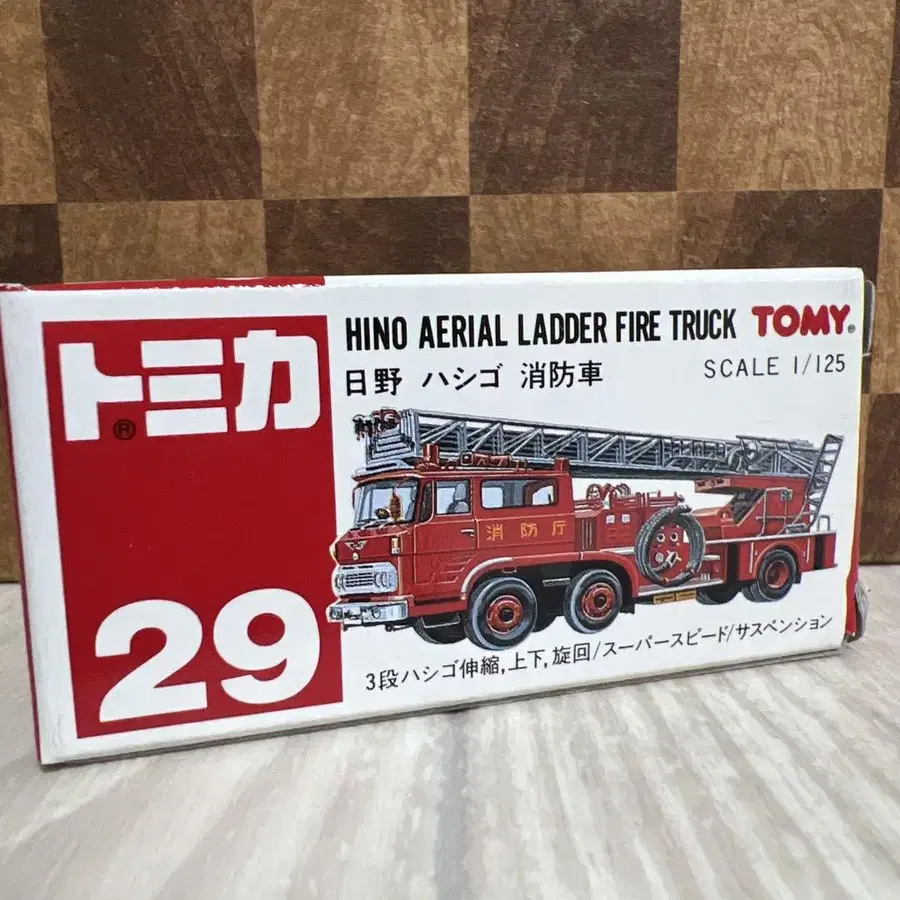 トミカ®
29
HINO AERIAL LADDER FIRE TRUCK TOMY®
日野 ハシゴ 消防車 SCALE 1/125
消防庁
3段ハシゴ伸縮,上下,旋回/スーパースピード/サスペンション